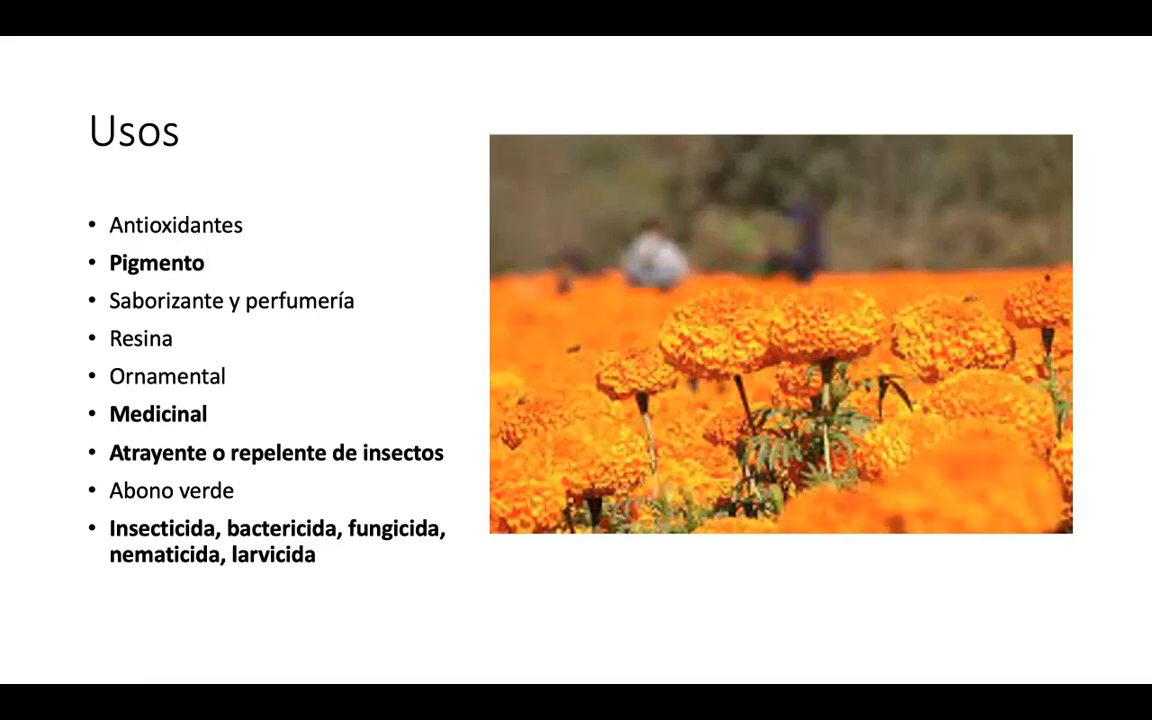 Usos
• Antioxidantes
• Pigmento
• Saborizante y perfumería
• Resina
• Ornamental
• Medicinal
• Atrayente o repelente de insectos
• Abono verde
• Insecticida, bactericida, fungicida,
nematicida, larvicida